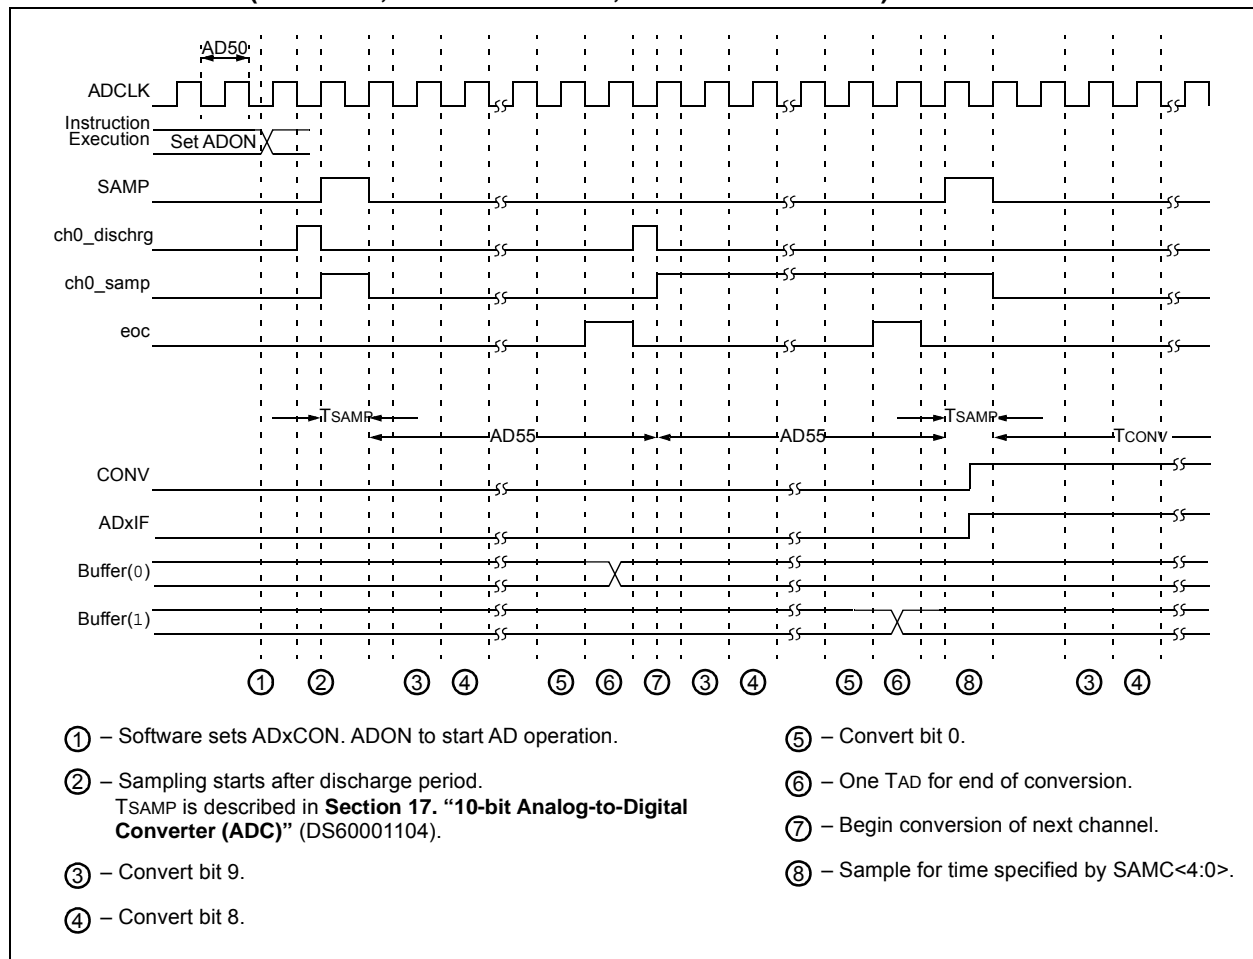 AD50
ADCLK
Instruction
Execution
Set ADON
SAMP
ch0_dischrg
ch0_samp
eoc
TSAMP
TSAMP
AD55
AD55
TCONV
CONV
ADxIF
Buffer(0)
Buffer(1)
1 2 3 4 5 6 7 3 4 5 6 8 3 4
1 – Software sets ADxCON. ADON to start AD operation.
2 – Sampling starts after discharge period.
TSAMP is described in Section 17. “10-bit Analog-to-Digital
Converter (ADC)” (DS60001104).
3 – Convert bit 9.
4 – Convert bit 8.
5 – Convert bit 0.
6 – One TAD for end of conversion.
7 – Begin conversion of next channel.
8 – Sample for time specified by SAMC<4:0>.